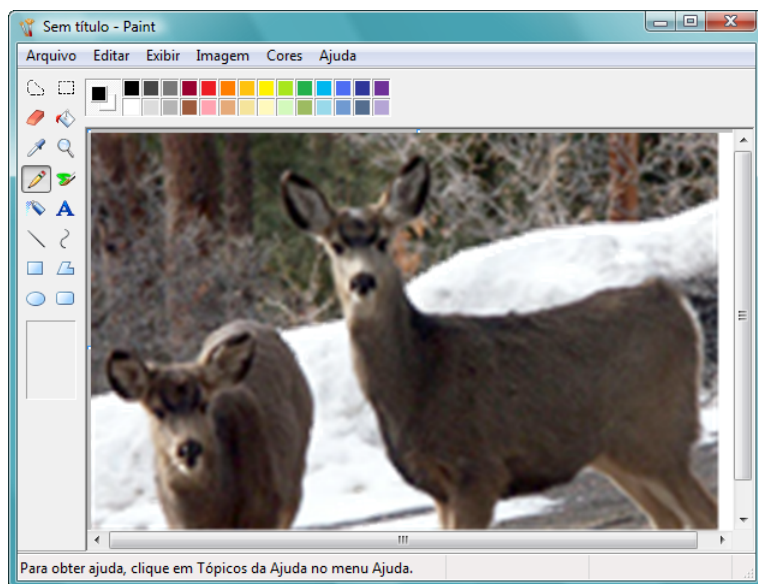 Sem título - Paint
Arquivo Editar Exibir Imagem Cores Ajuda
Para obter ajuda, clique em Tópicos da Ajuda no menu Ajuda.